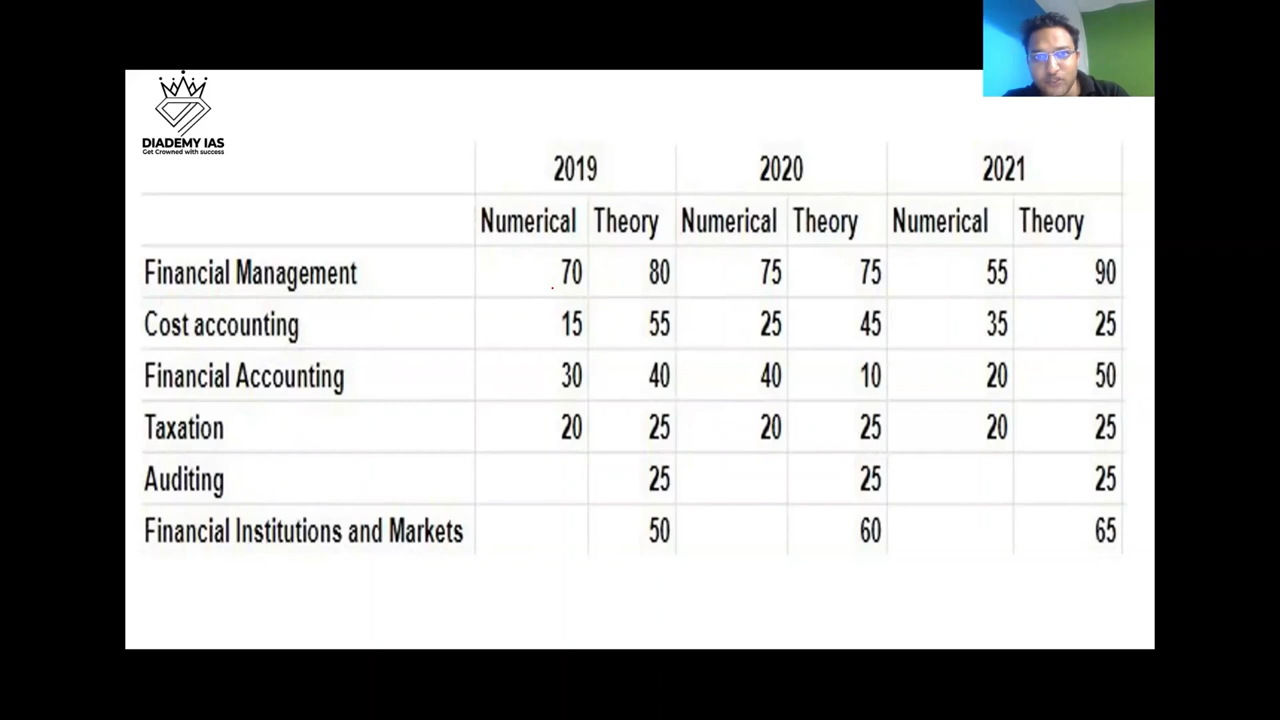 DIADEMY IAS
Get Crowned with success
2019 2020 2021
Numerical Theory Numerical Theory Numerical Theory
Financial Management 70 80 75 75 55 90
Cost accounting 15 55 25 45 35 25
Financial Accounting 30 40 40 10 20 50
Taxation 20 25 20 25 20 25
Auditing 25 25 25
Financial Institutions and Markets 50 60 65